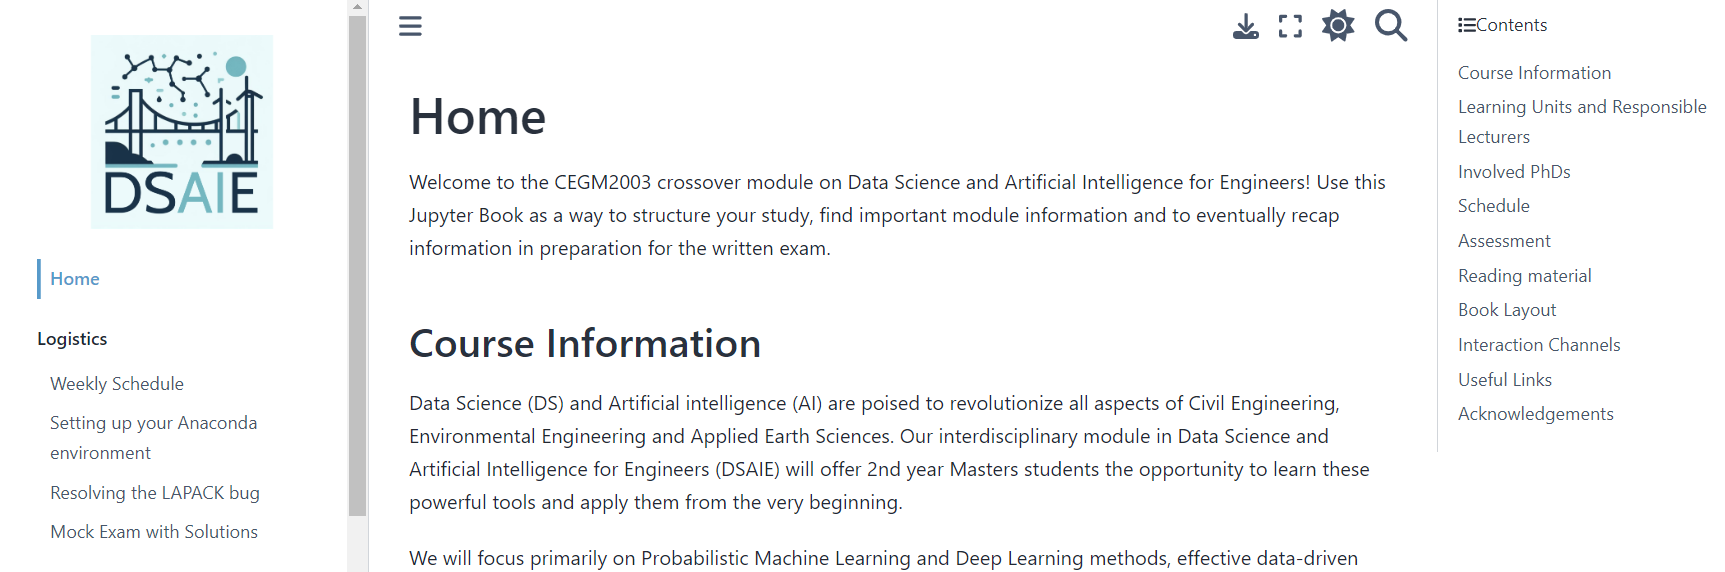 DSAIE
Home
Logistics
Weekly Schedule
Setting up your Anaconda
environment
Resolving the LAPACK bug
Mock Exam with Solutions
Home
Welcome to the CEGM2003 crossover module on Data Science and Artificial Intelligence for Engineers! Use this
Jupyter Book as a way to structure your study, find important module information and to eventually recap
information in preparation for the written exam.
Course Information
Data Science (DS) and Artificial intelligence (AI) are poised to revolutionize all aspects of Civil Engineering,
Environmental Engineering and Applied Earth Sciences. Our interdisciplinary module in Data Science and
Artificial Intelligence for Engineers (DSAIE) will offer 2nd year Masters students the opportunity to learn these
powerful tools and apply them from the very beginning.
We will focus primarily on Probabilistic Machine Learning and Deep Learning methods, effective data-driven
Contents
Course Information
Learning Units and Responsible
Lecturers
Involved PhDs
Schedule
Assessment
Reading material
Book Layout
Interaction Channels
Useful Links
Acknowledgements